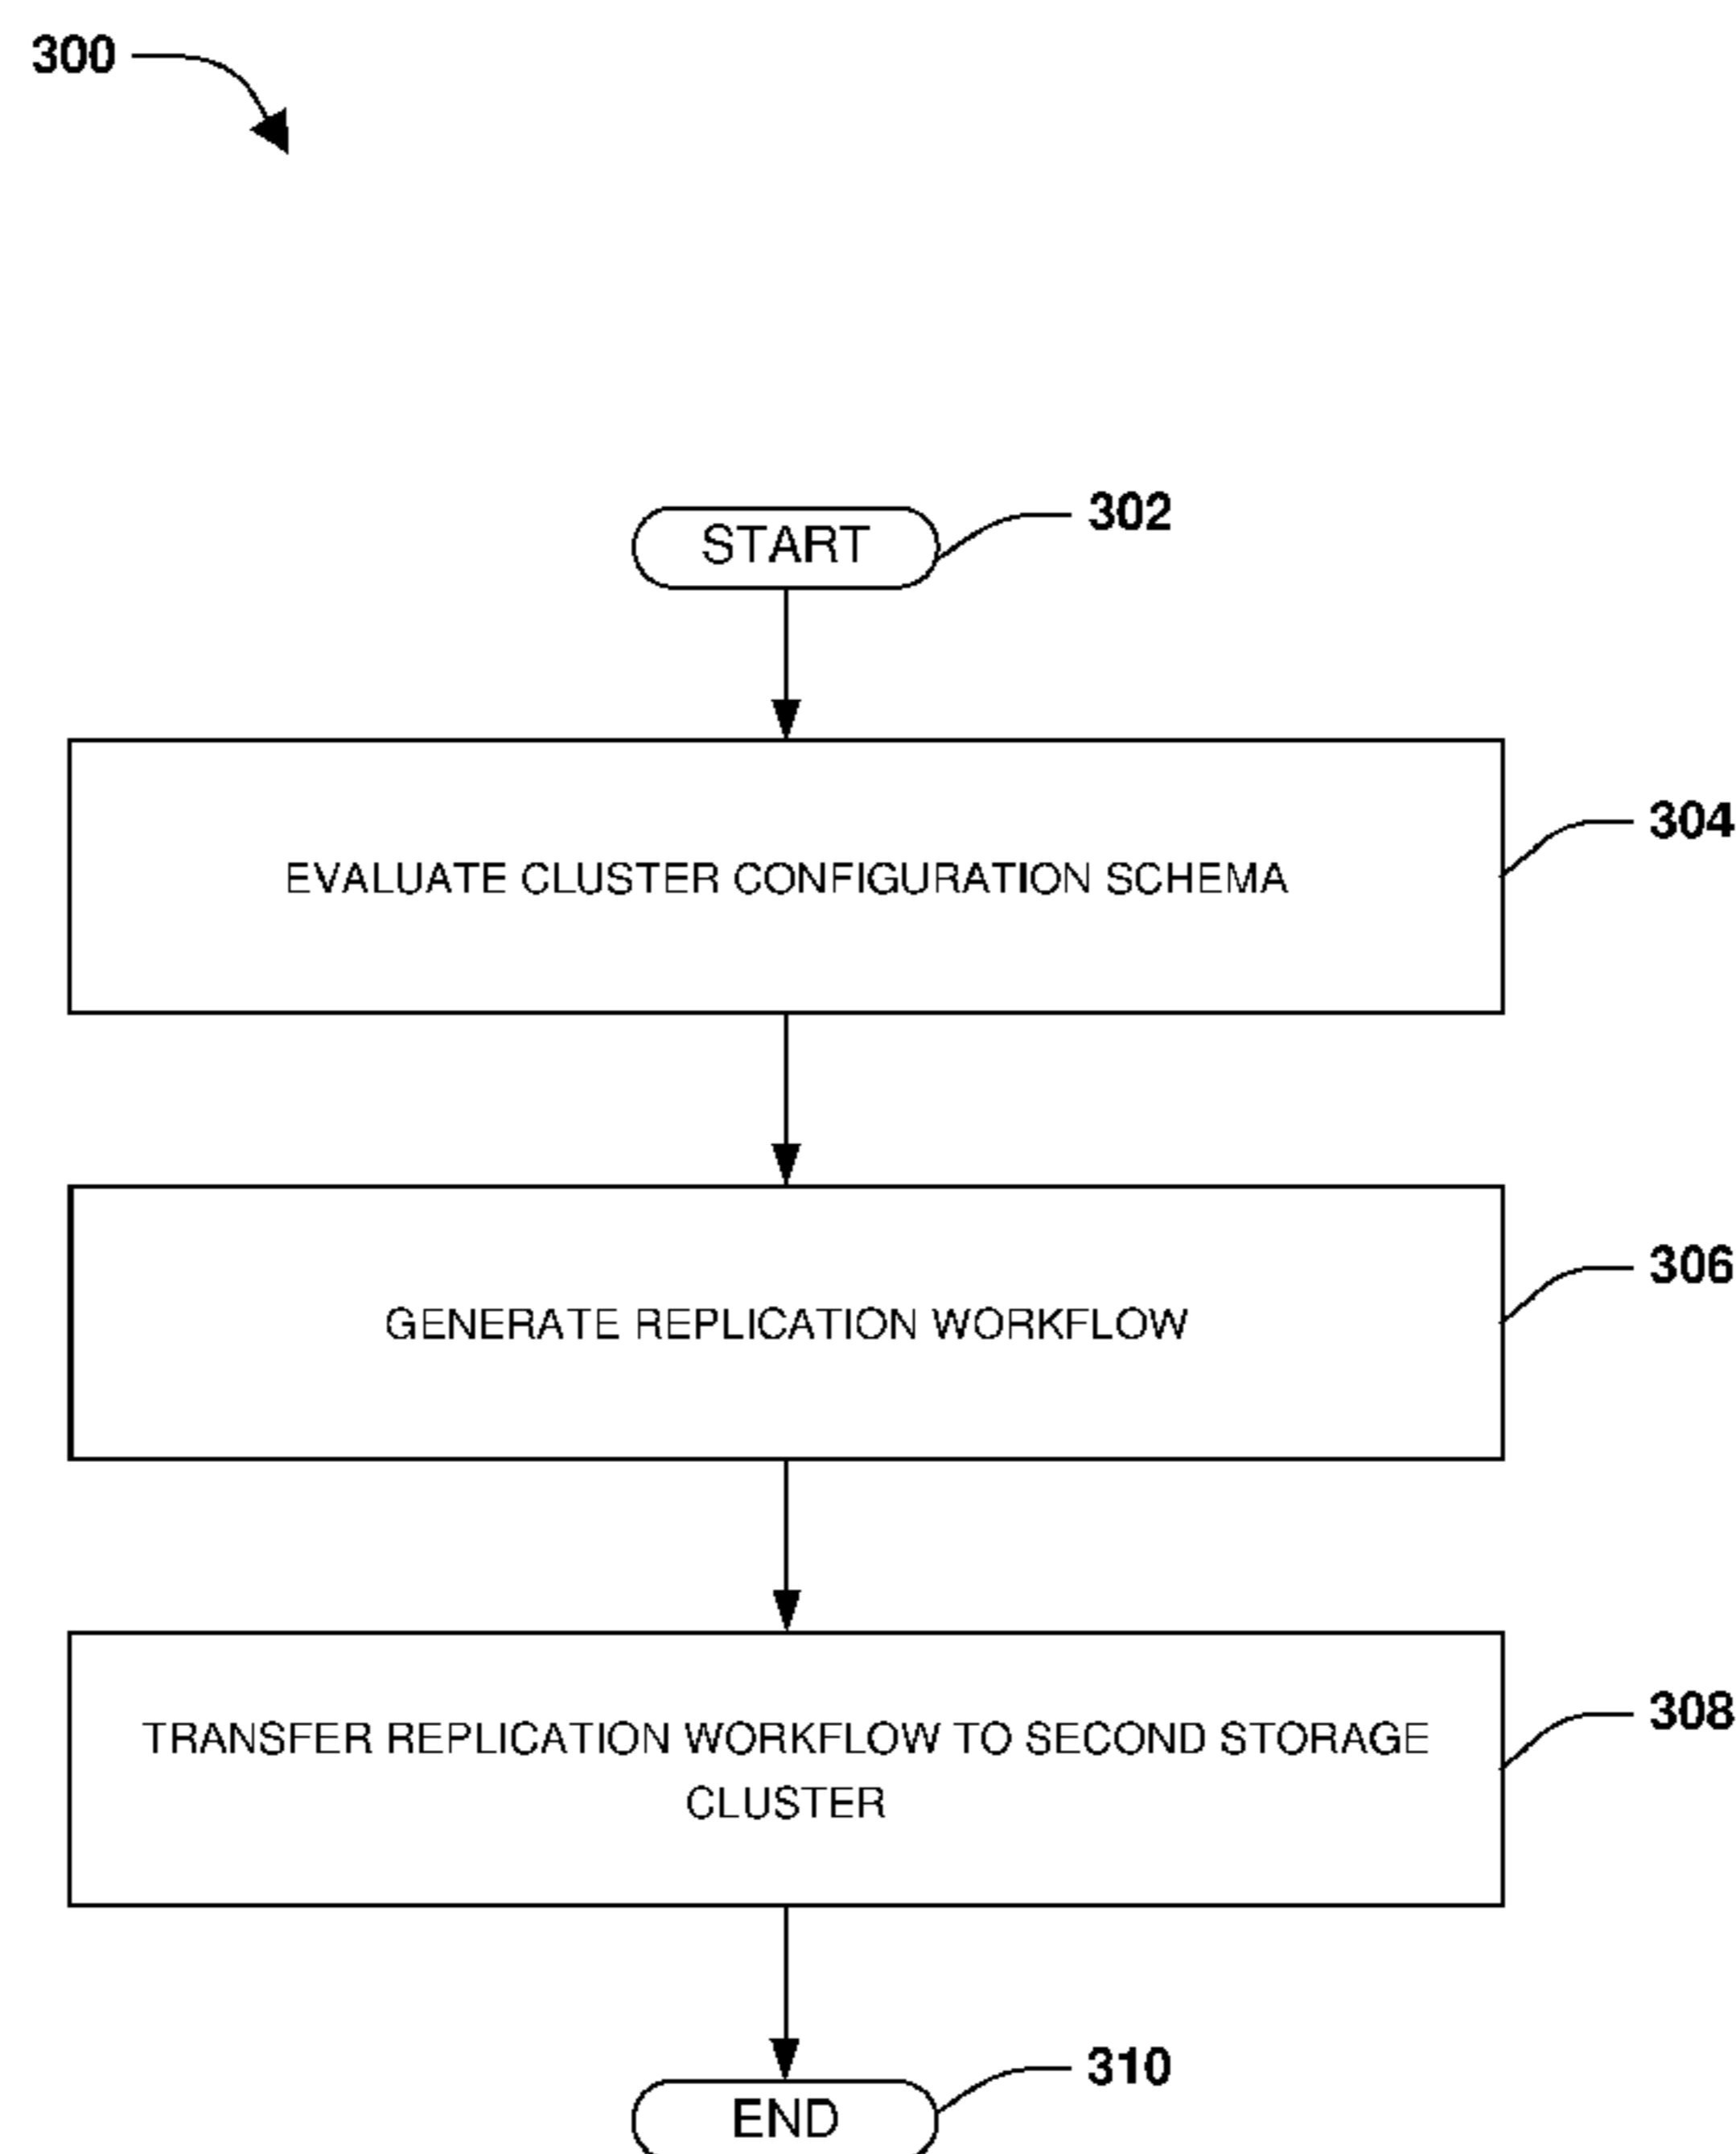 300
START
302
EVALUATE CLUSTER CONFIGURATION SCHEMA
304
GENERATE REPLICATION WORKFLOW
306
TRANSFER REPLICATION WORKFLOW TO SECOND STORAGE
CLUSTER
308
END
310